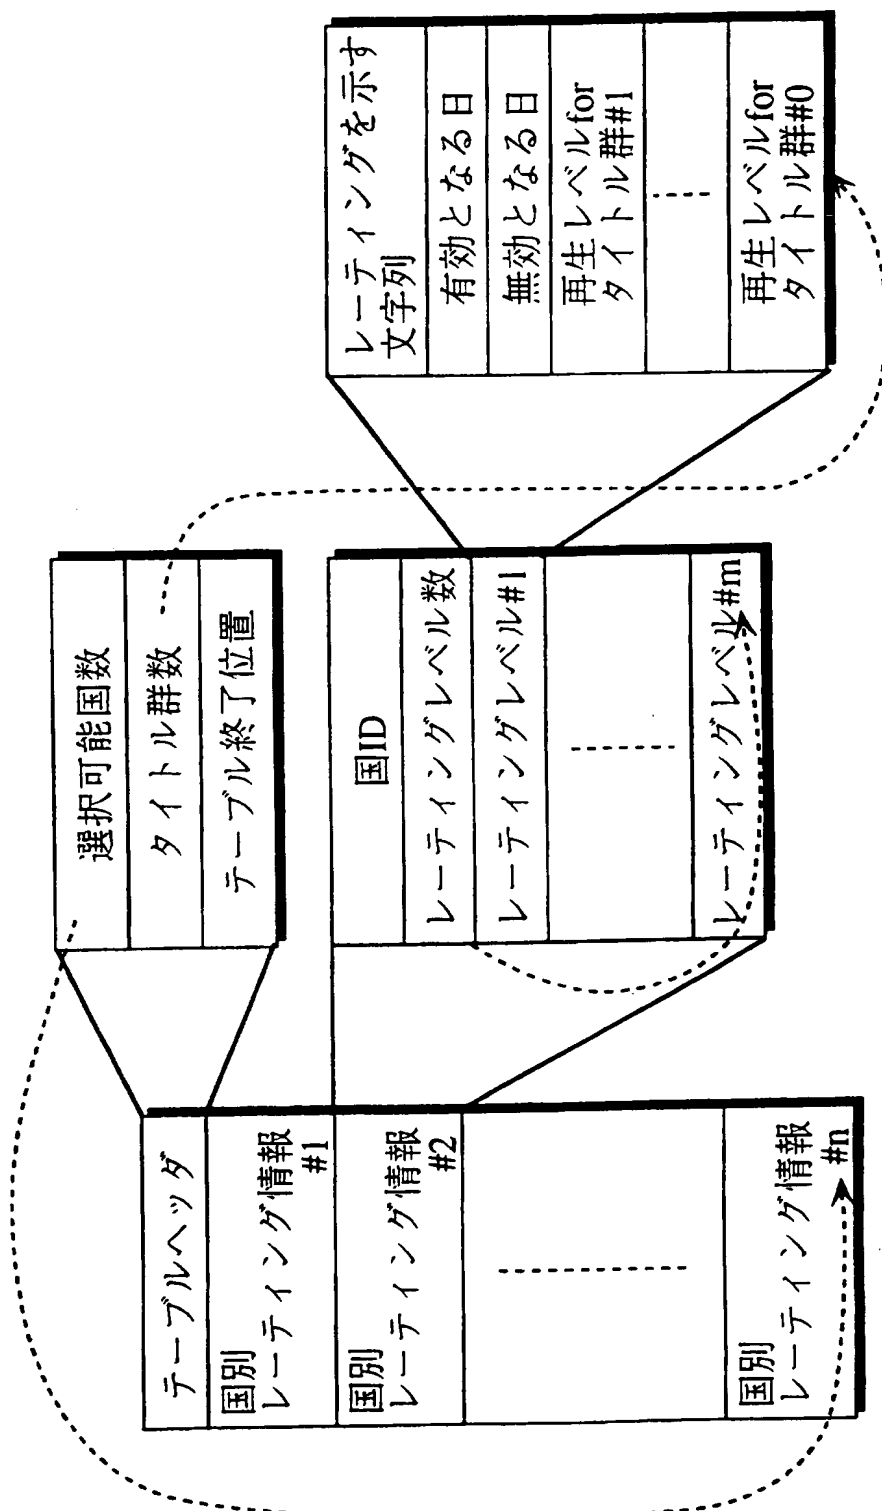 テーブルヘッダ
国別
レーティング情報
#1
国別
レーティング情報
#2
国別
レーティング情報
#n
選択可能国数
タイトル群数
テーブル終了位置
国ID
レーティングレベル数
レーティングレベル#1
レーティングレベル#m
レーティングを示す
文字列
有効となる日
無効となる日
再生レベルfor
タイトル群#1
再生レベルfor
タイトル群#0